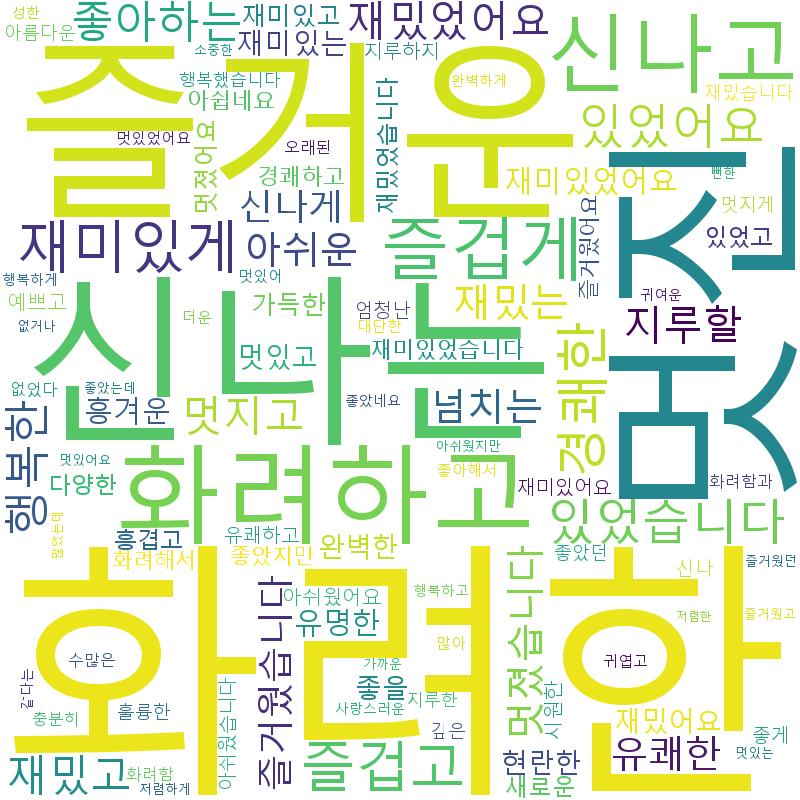 성한
아름다운
좋아하는
재미있고
재미있는
재밌었어요
소중한
지루하지
신나고
행복했습니다
아쉽네요
완벽하게
재밌습니다
즐거운
멋있었어요
멋졌어요
오래된
경쾌하고
재밌었습니다
있었어요
재미있었어요
뻔한
멋진
멋지게
있었고
재미있게
신나게
아쉬운
즐겁게
즐거웠어요
행복하게
예쁘고
없거나
멋있어
더운
가득한
엄청난
대단한
재밌는
귀여운
지루할
신나는
멋있고
재미있었습니다
경쾌한
없었다
좋았는데
흥겨운
멋지고
좋았네요
넘치는
행복한
멋있어요
다양한
화려하고
아쉬웠지만
좋아해서
재미있어요
화려함과
있었습니다
많았는데
흥겹고
화려해서
유쾌하고
좋았지만
완벽한
멋졌습니다
좋았던
신나
즐거웠던
화려한
즐거웠습니다
아쉬웠어요
유명한
행복하고
많아
저렴한
즐거웠고
수많은
가까운
귀엽고
같다는
충분히
훌륭한
아쉬웠습니다
좋을
사랑스러운
지루한
깊은
시원한
재밌어요
유쾌한
좋게
멋있는
재밌고
화려함
저렴하게
즐겁고
현란한
새로운